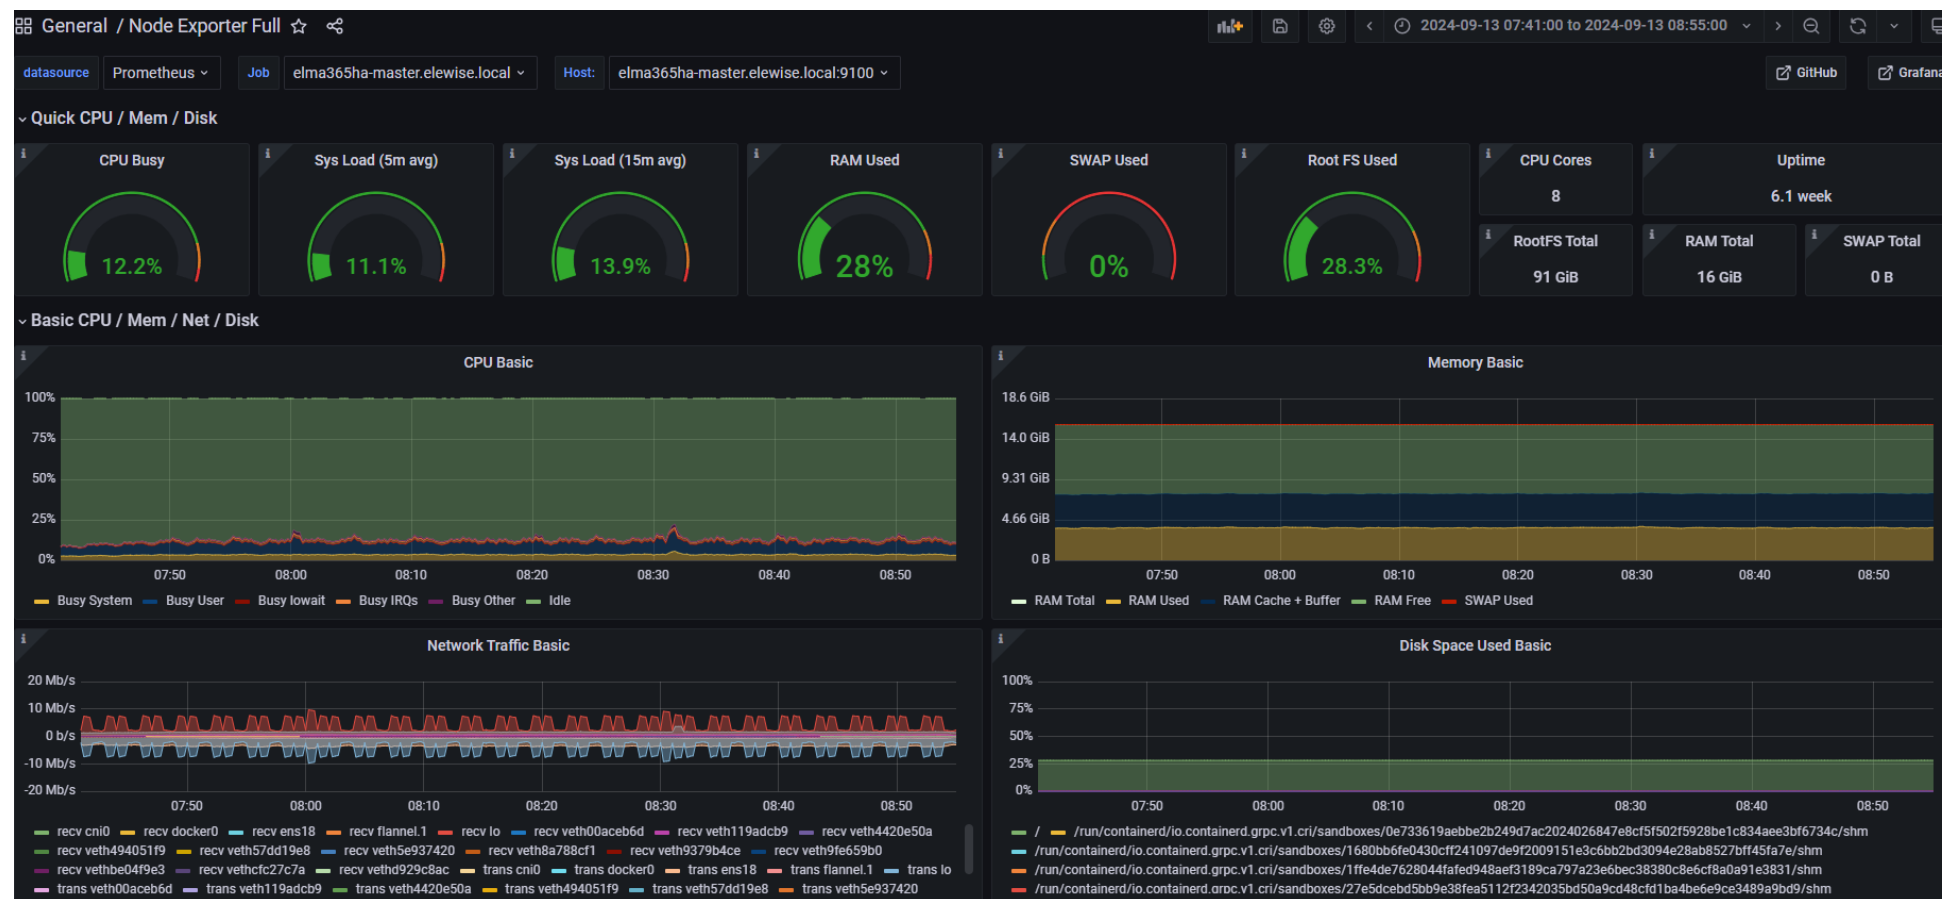 General / Node Exporter Full
2024-09-13 07:41:00 to 2024-09-13 08:55:00
datasource Prometheus Job elma365ha-master.elewise.local Host: elma365ha-master.elewise.local:9100 GitHub Grafana
Quick CPU / Mem / Disk
CPU Busy
12.2%
Sys Load (5m avg)
11.1%
Sys Load (15m avg)
13.9%
RAM Used
28%
SWAP Used
0%
Root FS Used
28.3%
CPU Cores
8
Uptime
6.1 week
RootFS Total
91 GiB
RAM Total
16 GiB
SWAP Total
0 B
Basic CPU / Mem / Net / Disk
CPU Basic
100%
75%
50%
25%
0%
07:50 08:00 08:10 08:20 08:30 08:40 08:50
Busy System Busy User Busy Iowait Busy IRQs Busy Other Idle
Memory Basic
18.6 GiB
14.0 GiB
9.31 GiB
4.66 GiB
0 B
07:50 08:00 08:10 08:20 08:30 08:40 08:50
RAM Total RAM Used RAM Cache + Buffer RAM Free SWAP Used
Network Traffic Basic
20 Mb/s
10 Mb/s
0 b/s
-10 Mb/s
-20 Mb/s
07:50 08:00 08:10 08:20 08:30 08:40 08:50
recv cni0 recv docker0 recv ens18 recv flannel.1 recv lo recv veth00aceb6d recv veth119adcb9 recv veth4420e50a
recv veth494051f9 recv veth57dd19e8 recv veth5e937420 recv veth8a788cf1 recv veth9379b4ce recv veth9fe659b0
recv vethbe04f9e3 recv vethcfc27c7a recv vethd929c8ac trans cni0 trans docker0 trans ens18 trans flannel.1 trans lo
trans veth00aceb6d trans veth119adcb9 trans veth4420e50a trans veth494051f9 trans veth57dd19e8 trans veth5e937420
Disk Space Used Basic
100%
75%
50%
25%
0%
07:50 08:00 08:10 08:20 08:30 08:40 08:50
/ /run/containerd/io.containerd.grpc.v1.cri/sandboxes/0e733619aebbe2b249d7ac2024026847e8cf5f502f5928be1c834aee3bf6734c/shm
/run/containerd/io.containerd.grpc.v1.cri/sandboxes/1680bb6fe0430cff241097de9f2009151e3c6bb2bd3094e28ab8527bff45fa7e/shm
/run/containerd/io.containerd.grpc.v1.cri/sandboxes/1ffe4de7628044fafed948aef3189ca797a23e6bec38380c8e6cf8a0a91e3831/shm
/run/containerd/io.containerd.grpc.v1.cri/sandboxes/27e5dcebd5bb9e38fea5112f2342035bd50a9cd48cfd1ba4be6e9ce3489a9bd9/shm